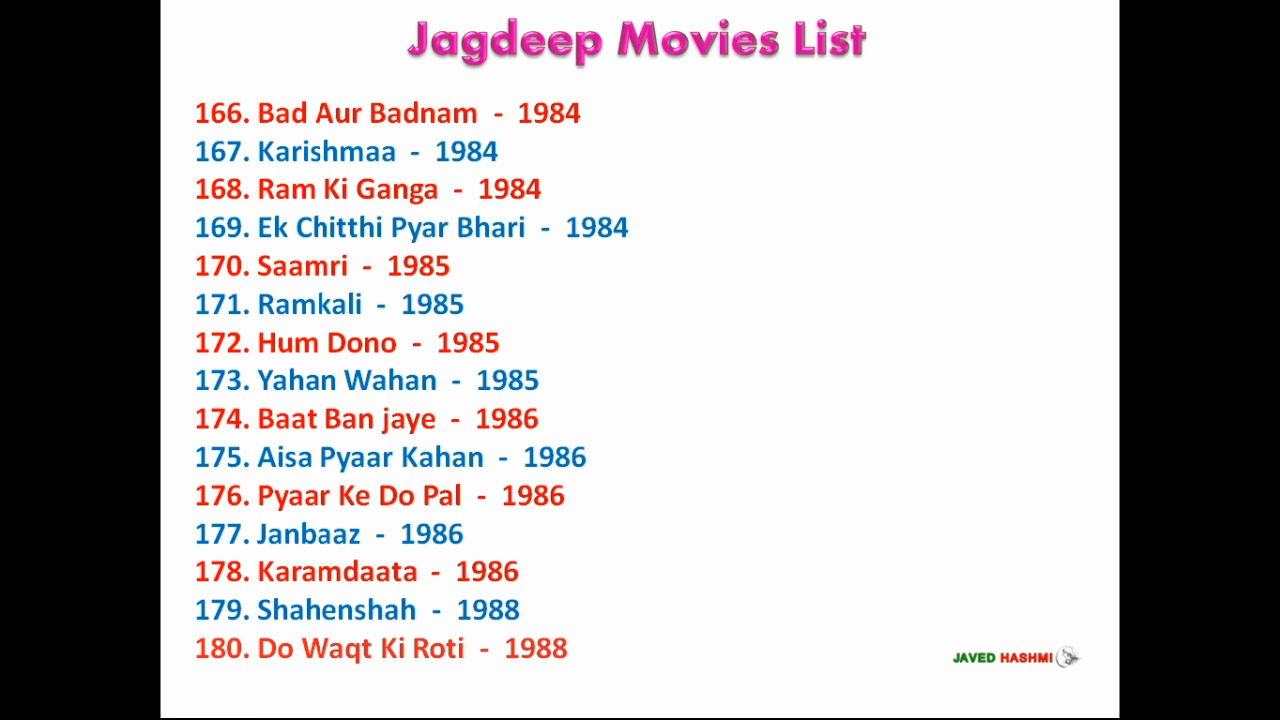 Jagdeep Movies List
166. Bad Aur Badnam - 1984
167. Karishmaa - 1984
168. Ram Ki Ganga - 1984
169. Ek Chitthi Pyar Bhari - 1984
170. Saamri - 1985
171. Ramkali - 1985
172. Hum Dono - 1985
173. Yahan Wahan - 1985
174. Baat Ban jaye - 1986
175. Aisa Pyaar Kahan - 1986
176. Pyaar Ke Do Pal - 1986
177. Janbaaz - 1986
178. Karamdaata - 1986
179. Shahenshah - 1988
180. Do Waqt Ki Roti - 1988
JAVED HASHMI